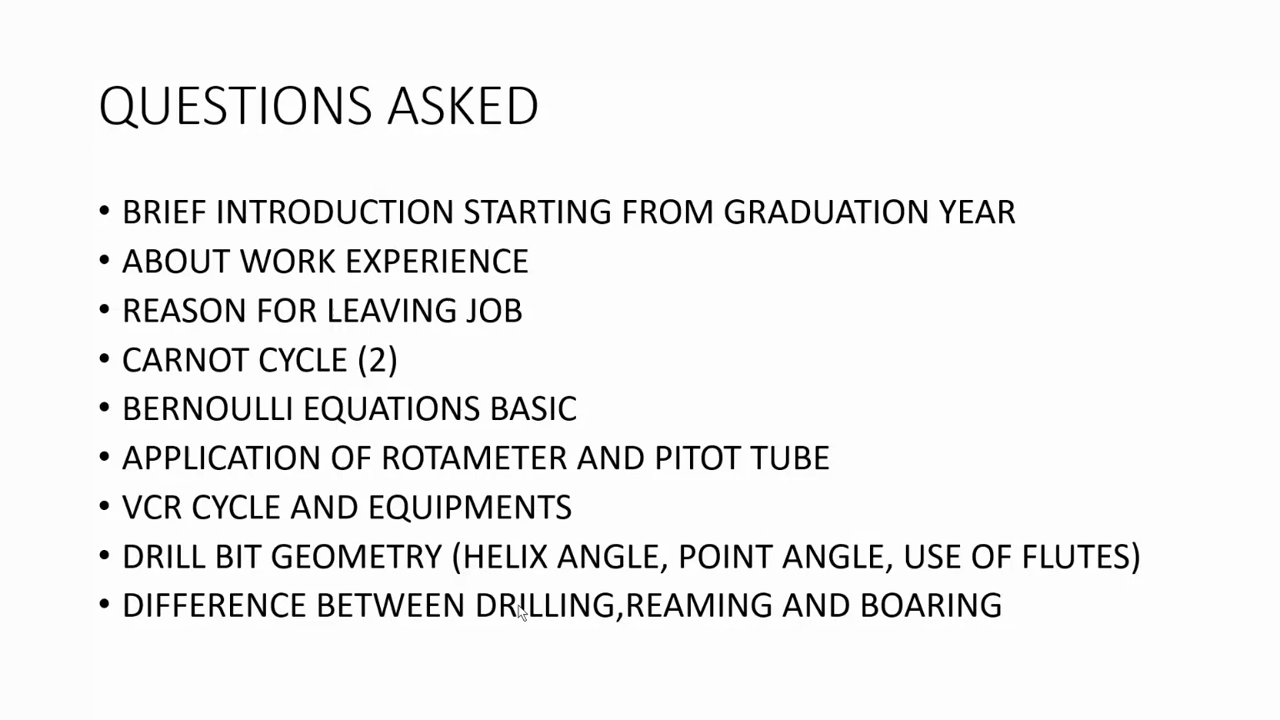 QUESTIONS ASKED
• BRIEF INTRODUCTION STARTING FROM GRADUATION YEAR
• ABOUT WORK EXPERIENCE
• REASON FOR LEAVING JOB
• CARNOT CYCLE (2)
• BERNOULLI EQUATIONS BASIC
• APPLICATION OF ROTAMETER AND PITOT TUBE
• VCR CYCLE AND EQUIPMENTS
• DRILL BIT GEOMETRY (HELIX ANGLE, POINT ANGLE, USE OF FLUTES)
• DIFFERENCE BETWEEN DRILLING,REAMING AND BOARING